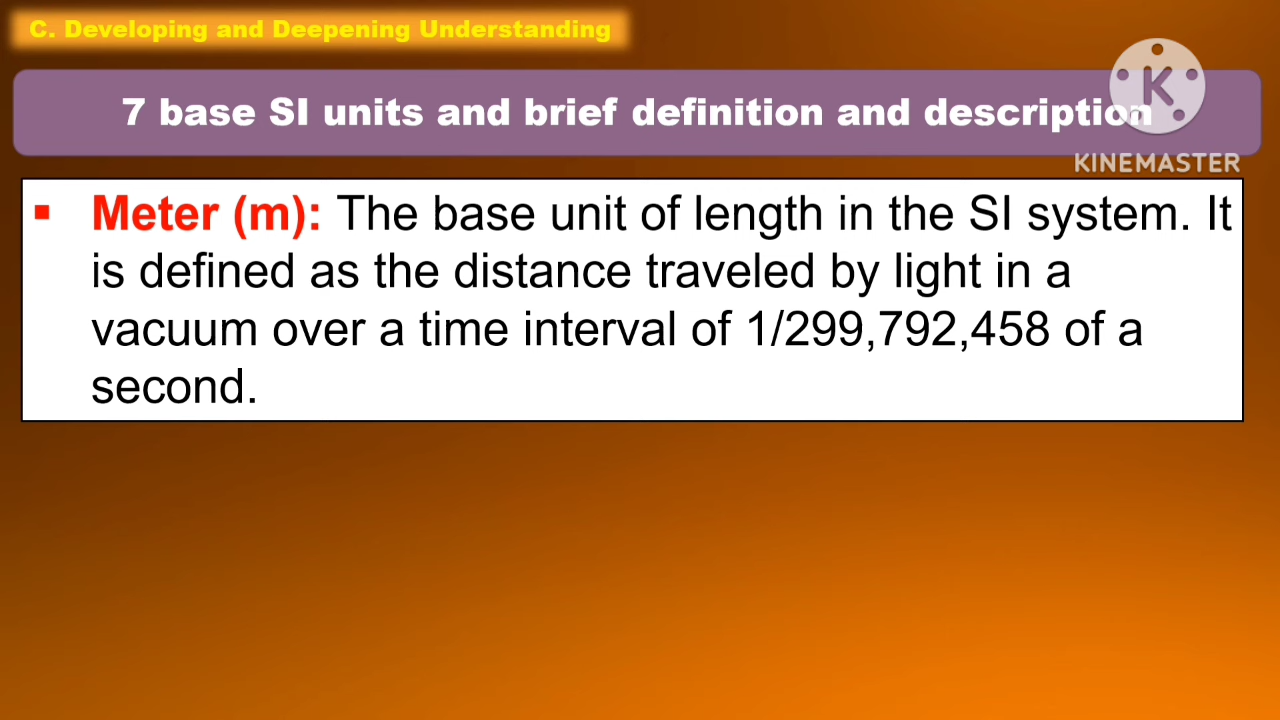 C. Developing and Deepening Understanding
7 base SI units and brief definition and description
K
KINEMASTER
▪ Meter (m): The base unit of length in the SI system. It
is defined as the distance traveled by light in a
vacuum over a time interval of 1/299,792,458 of a
second.